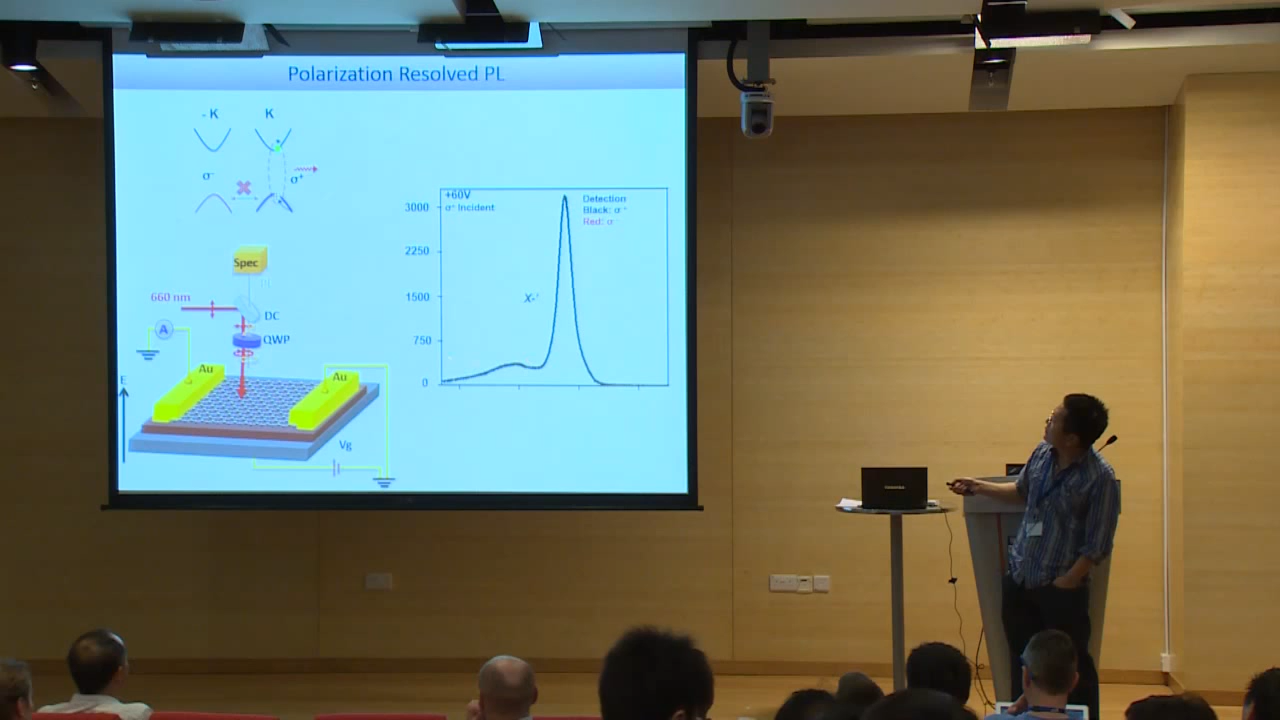 Polarization Resolved PL
- K
K
σ⁻
σ⁺
Spec
660 nm
DC
A
QWP
Au
Au
E
Vg
+60V
σ⁺ Incident
Detection
Black: σ⁺
Red: σ⁻
3000
2250
1500
750
0
TOSHIBA